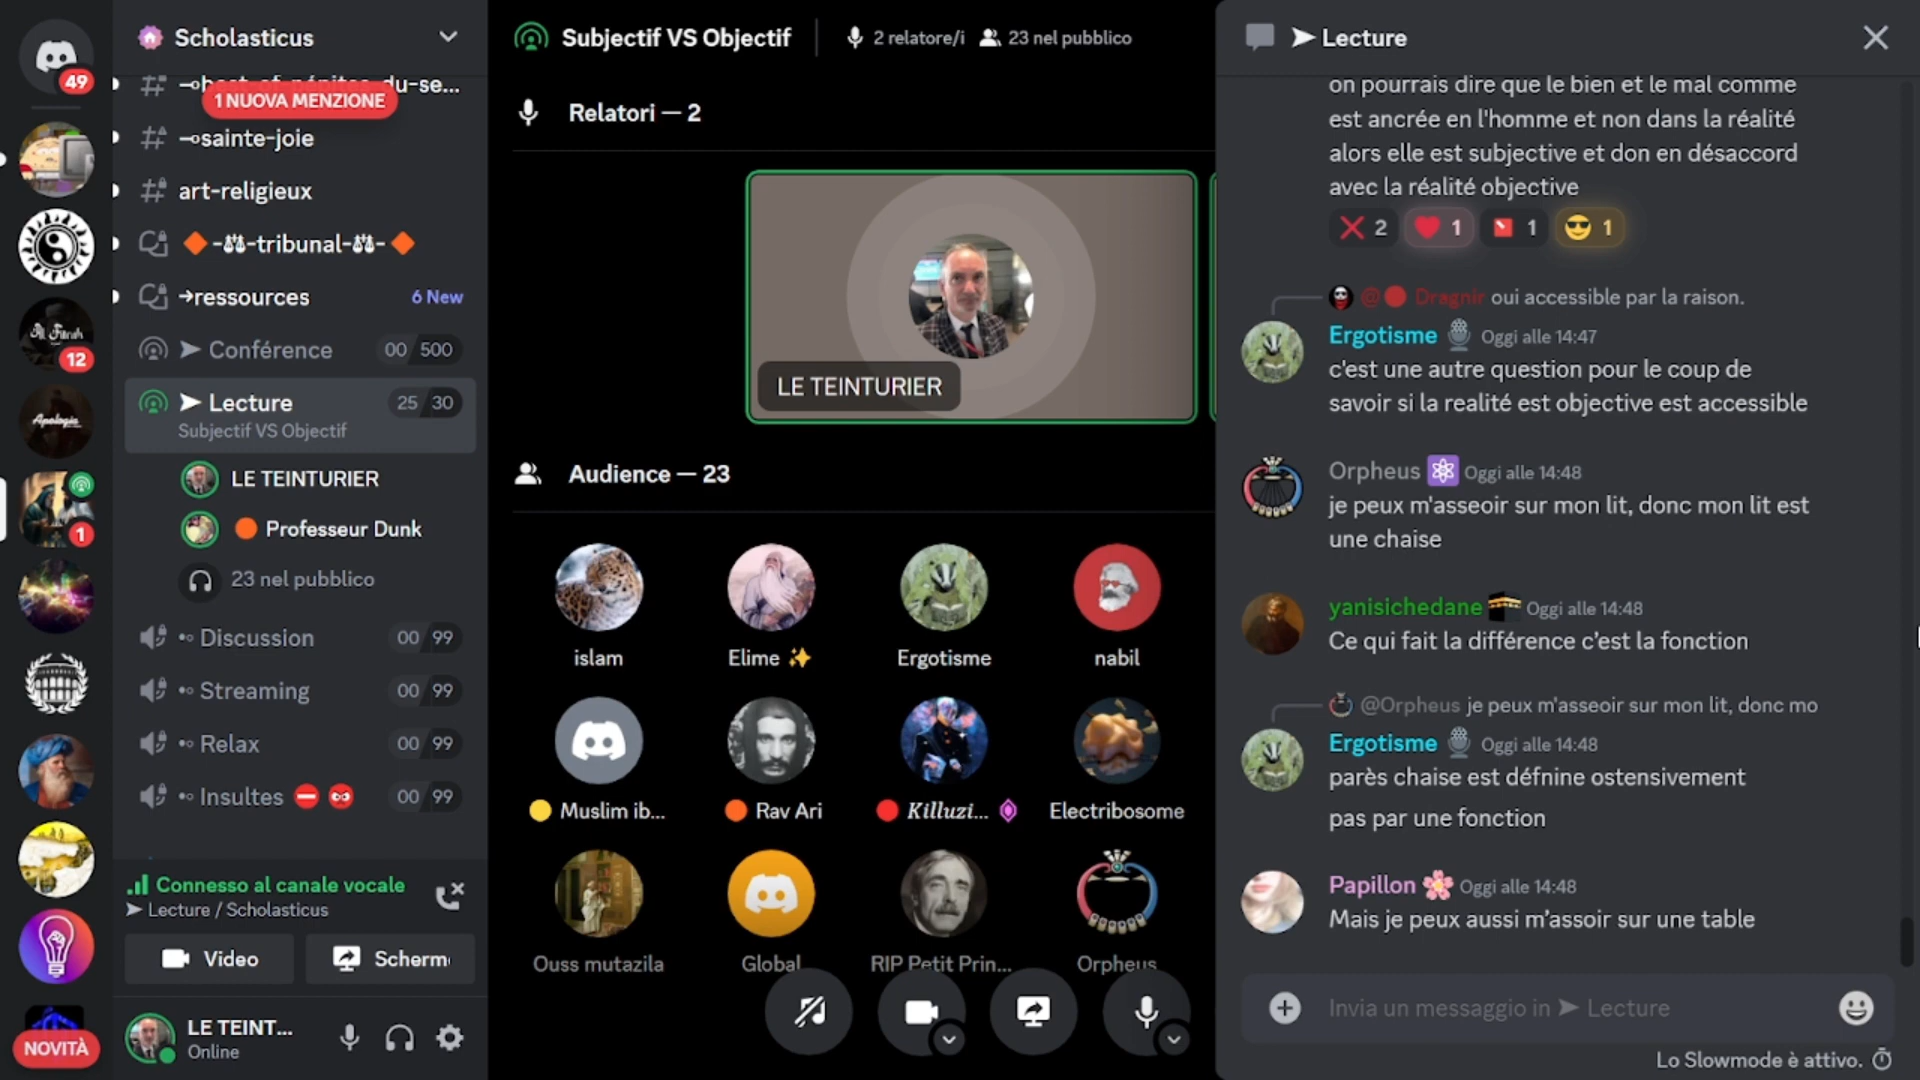 49
12
1
NOVITÀ
Scholasticus
1 NUOVA MENZIONE
sainte-joie
art-religieux
-tribunal-
ressources
6 New
Conférence
00 500
Lecture
25 30
Subjectif VS Objectif
LE TEINTURIER
Professeur Dunk
23 nel pubblico
Discussion
00 99
Streaming
00 99
Relax
00 99
Insultes
00 99
Connesso al canale vocale
Lecture / Scholasticus
Video
LE TEINT...
Online
Subjectif VS Objectif
2 relatore/i
23 nel pubblico
Relatori — 2
LE TEINTURIER
Audience — 23
islam
Elime
Ergotisme
nabil
Muslim ib...
Rav Ari
Killuzi...
Electribosome
Ouss mutazila
Global
RIP Petit Prin...
Orpheus
Lecture
on pourrais dire que le bien et le mal comme
est ancrée en l'homme et non dans la réalité
alors elle est subjective et don en désaccord
avec la réalité objective
2
1
1
1
@ Dragnir oui accessible par la raison.
Ergotisme Oggi alle 14:47
c'est une autre question pour le coup de
savoir si la realité est objective est accessible
Orpheus Oggi alle 14:48
je peux m'asseoir sur mon lit, donc mon lit est
une chaise
yanisichedane Oggi alle 14:48
Ce qui fait la différence c’est la fonction
@Orpheus je peux m'asseoir sur mon lit, donc mo
Ergotisme Oggi alle 14:48
parès chaise est défnine ostensivement
pas par une fonction
Papillon Oggi alle 14:48
Mais je peux aussi m’assoir sur une table
Invia un messaggio in Lecture
Lo Slowmode è attivo.